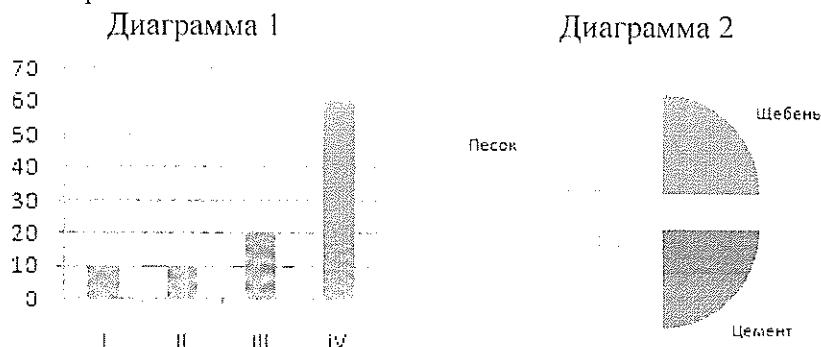 Диаграмма 1
70
60
50
40
30
20
10
0
I
II
III
IV
Диаграмма 2
Щебень
Песок
Цемент